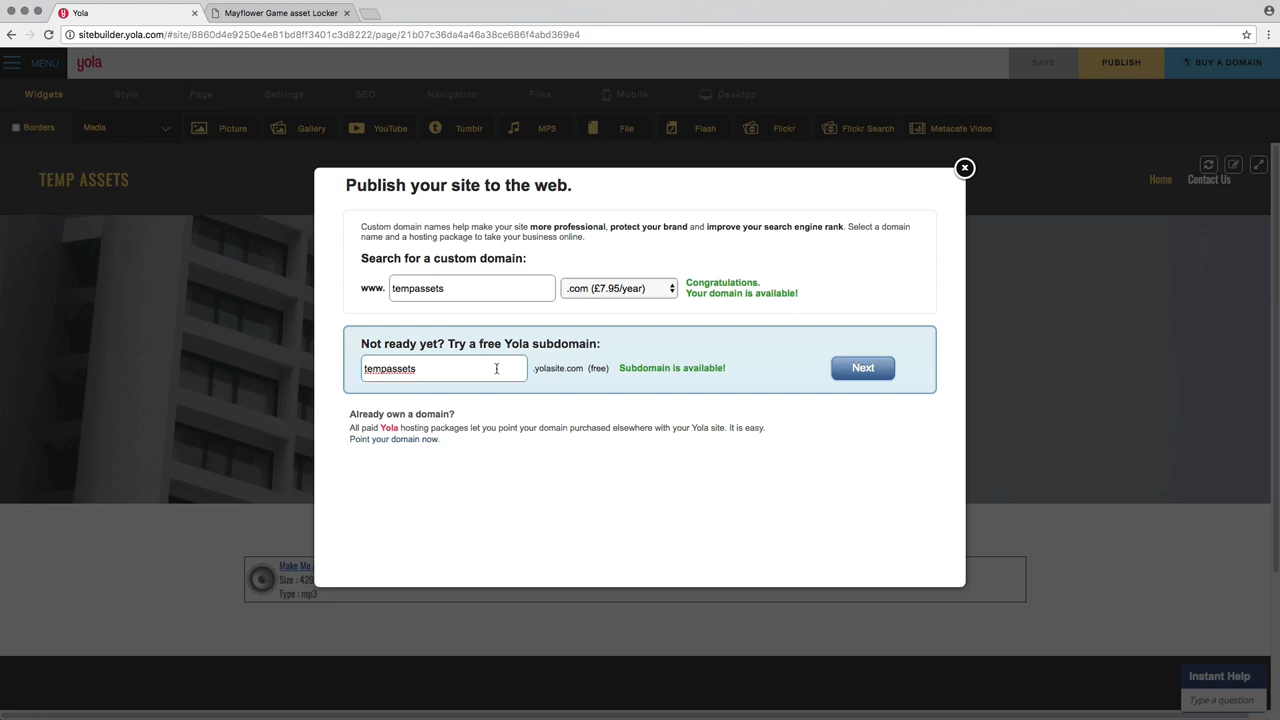 Yola
Mayflower Game asset Locker
sitebuilder.yola.com/#site/8860d4e9250e4e81bd8ff3401c3d8222/page/21b07c36da4a46a38ce686f4abd369e4
MENU
yola
SAVE
PUBLISH
BUY A DOMAIN
Widgets
Style
Page
Settings
SEO
Navigation
Files
Mobile
Desktop
Borders
Media
Picture
Gallery
YouTube
Tumblr
MP3
File
Flash
Flickr
Flickr Search
Metacafe Video
TEMP ASSETS
Home
Contact Us
Publish your site to the web.
Custom domain names help make your site more professional, protect your brand and improve your search engine rank. Select a domain
name and a hosting package to take your business online.
Search for a custom domain:
www.
tempassets
.com (£7.95/year)
Congratulations.
Your domain is available!
Not ready yet? Try a free Yola subdomain:
tempassets
.yolasite.com (free)
Subdomain is available!
Next
Already own a domain?
All paid Yola hosting packages let you point your domain purchased elsewhere with your Yola site. It is easy.
Point your domain now.
Make Me
Size : 429
Type : mp3
Instant Help
Type a question